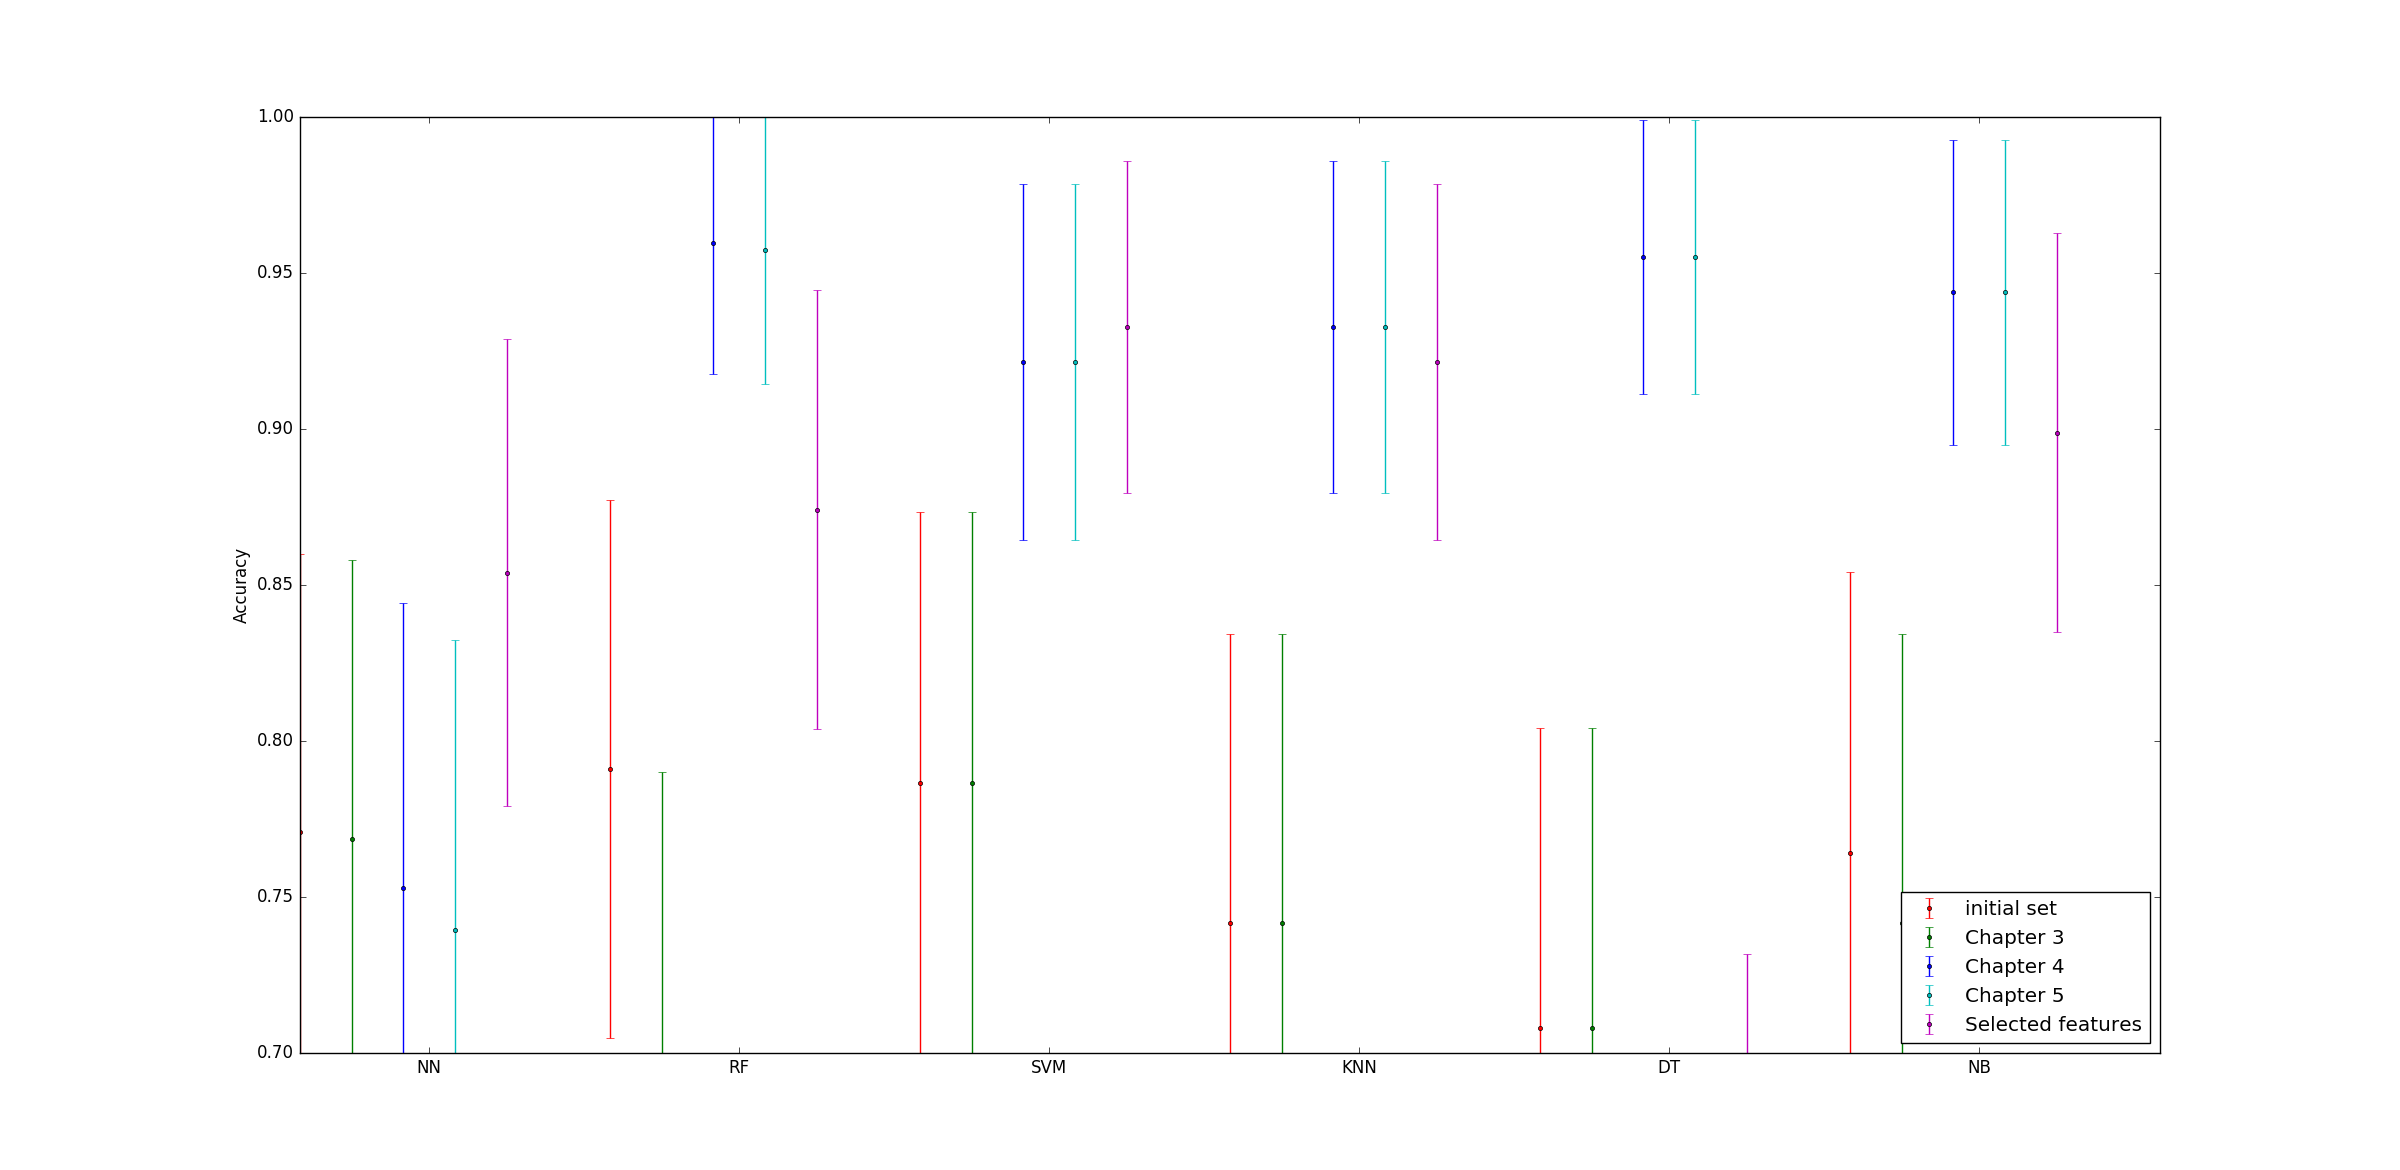 1.00
0.95
0.90
0.85
0.80
0.75
0.70
Accuracy
NN RF SVM KNN DT NB
initial set
Chapter 3
Chapter 4
Chapter 5
Selected features